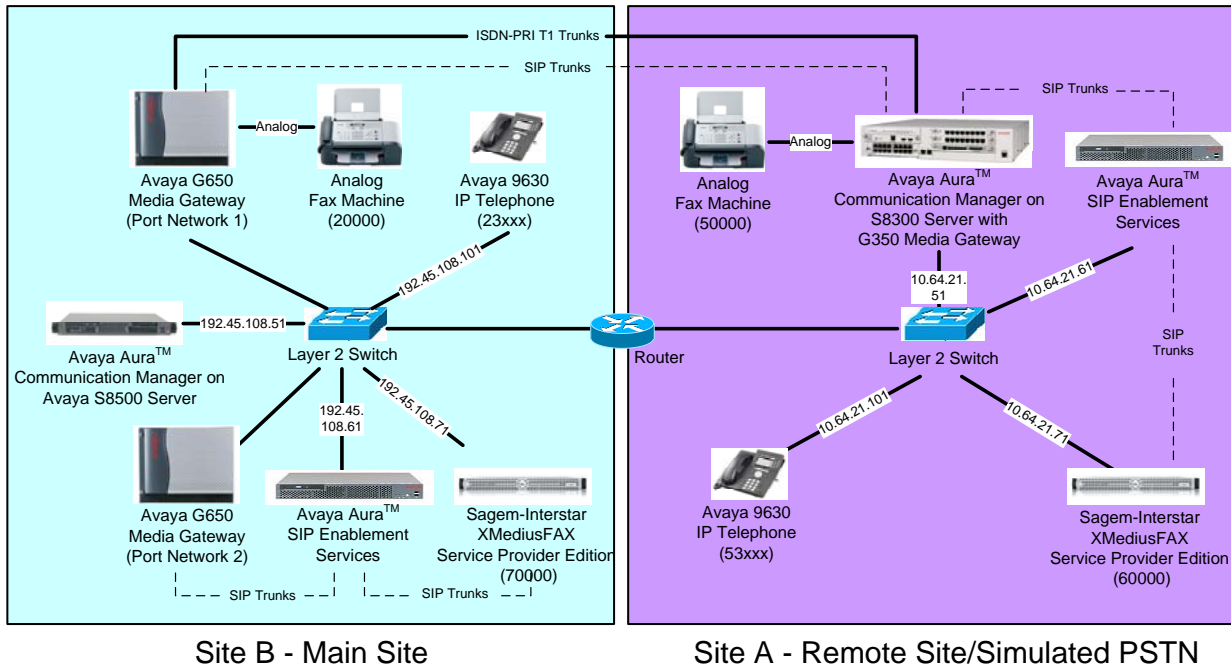 ISDN-PRI T1 Trunks
SIP Trunks
SIP Trunks
Analog
Avaya G650
Media Gateway
(Port Network 1)
Analog
Fax Machine
(20000)
Avaya 9630
IP Telephone
(23xxx)
Analog
Analog
Fax Machine
(50000)
Avaya Aura™
Communication Manager on
S8300 Server with
G350 Media Gateway
Avaya Aura™
SIP Enablement
Services
192.45.108.101
192.45.108.51
Avaya Aura™
Communication Manager on
Avaya S8500 Server
Layer 2 Switch
Router
10.64.21.
51
10.64.21.61
Layer 2 Switch
SIP
Trunks
192.45.
108.61
192.45.108.71
10.64.21.101
10.64.21.71
Avaya G650
Media Gateway
(Port Network 2)
Avaya Aura™
SIP Enablement
Services
Sagem-Interstar
XMediusFAX
Service Provider Edition
(70000)
Avaya 9630
IP Telephone
(53xxx)
Sagem-Interstar
XMediusFAX
Service Provider Edition
(60000)
SIP Trunks
SIP Trunks
Site B - Main Site
Site A - Remote Site/Simulated PSTN